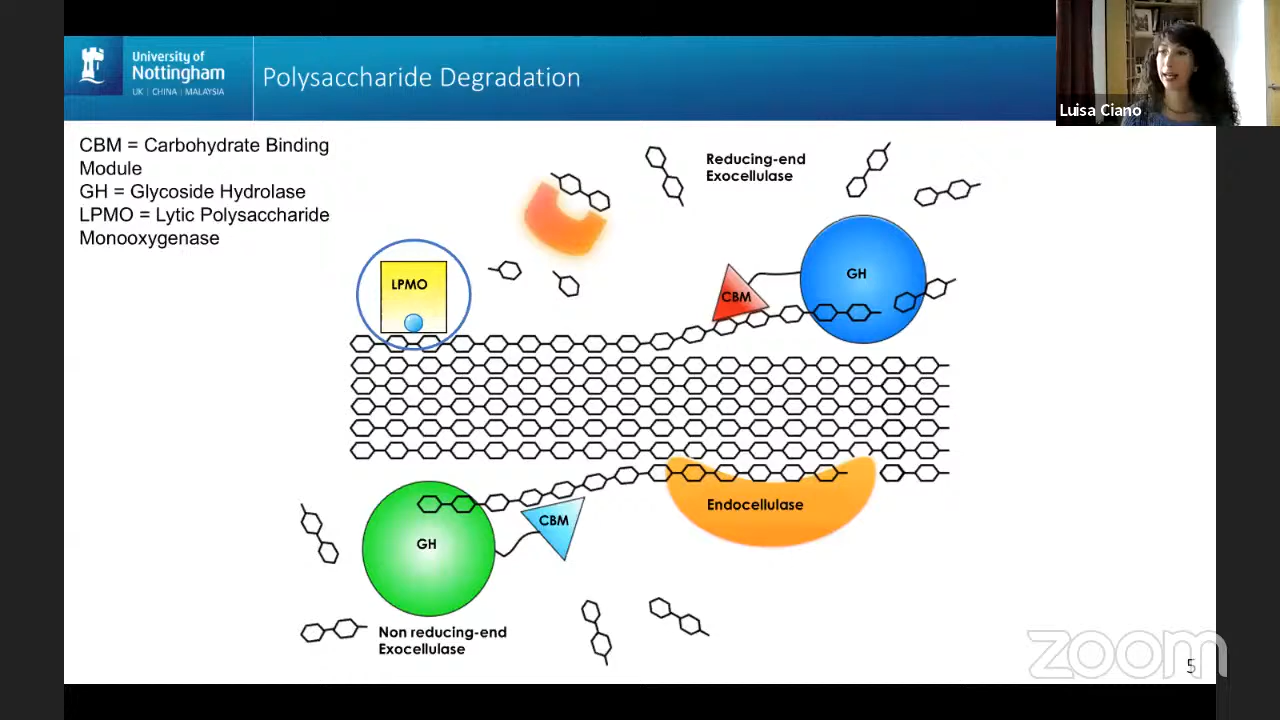 University of
Nottingham
UK | CHINA | MALAYSIA
Polysaccharide Degradation
Luisa Ciano
CBM = Carbohydrate Binding
Module
GH = Glycoside Hydrolase
LPMO = Lytic Polysaccharide
Monooxygenase
Reducing-end
Exocellulase
LPMO
CBM
GH
Endocellulase
CBM
GH
Non reducing-end
Exocellulase
zoom
5